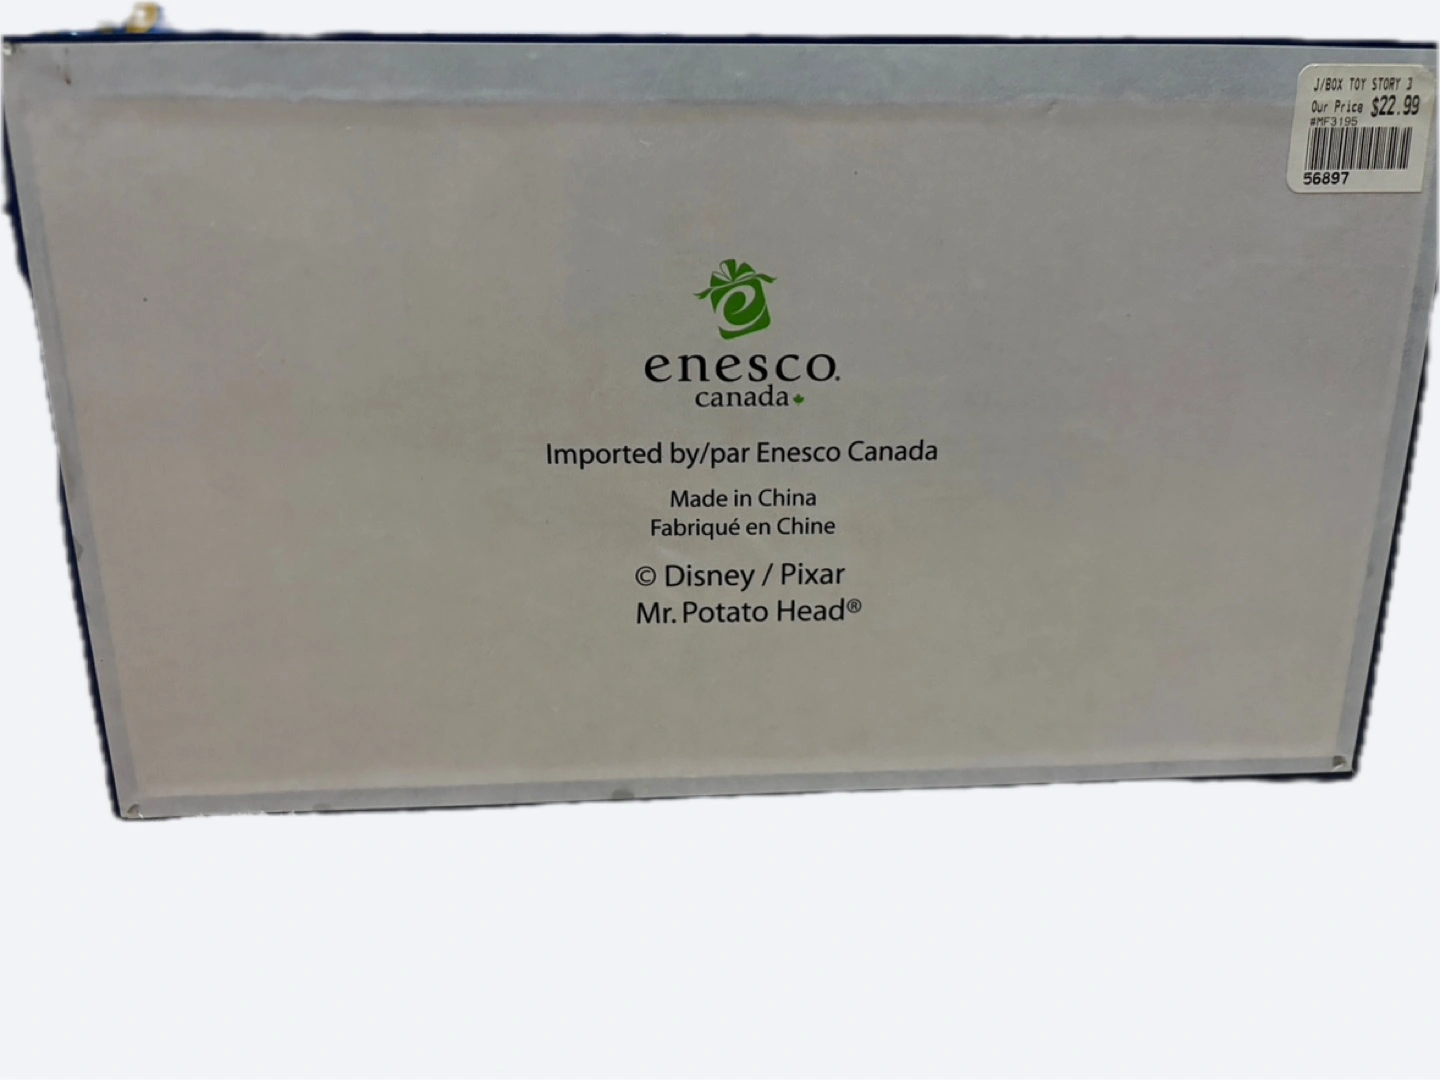 J/BOX TOY STORY 3
Our Price $22.99
#MF3195
56897
enesco.
canada
Imported by/par Enesco Canada
Made in China
Fabriqué en Chine
© Disney / Pixar
Mr. Potato Head®